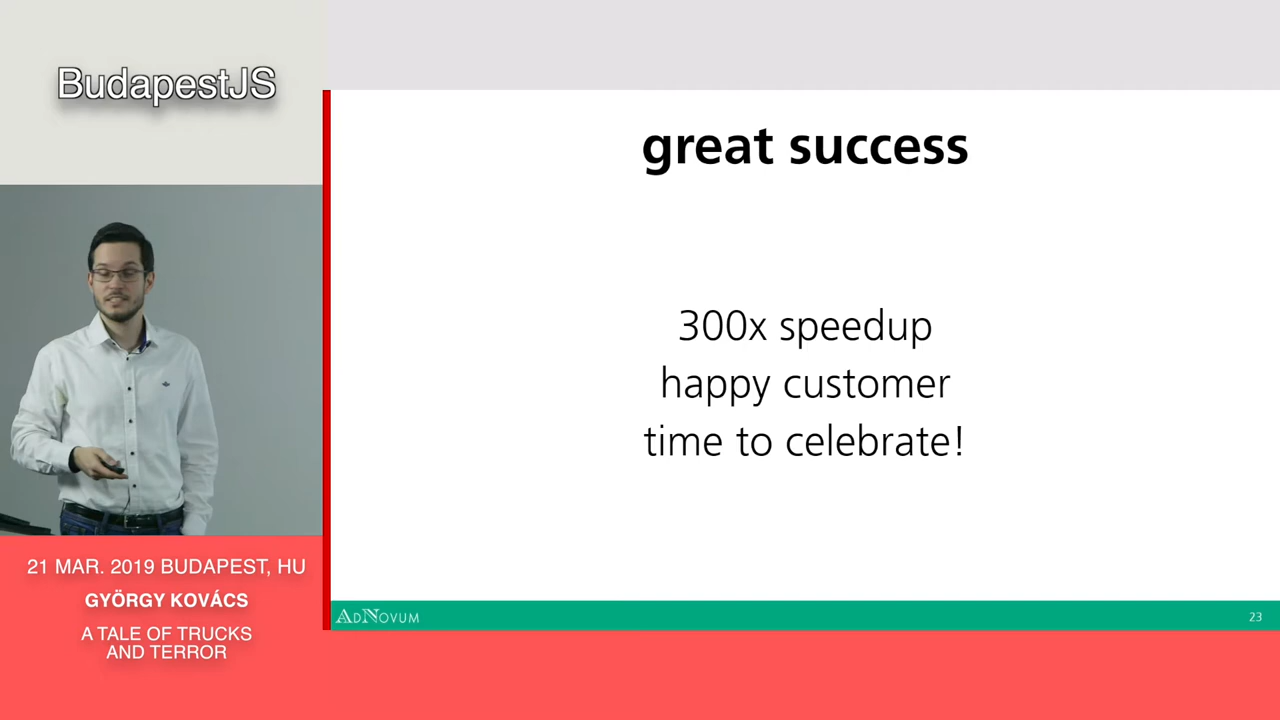 BudapestJS
great success
300x speedup
happy customer
time to celebrate!
21 MAR. 2019 BUDAPEST, HU
GYÖRGY KOVÁCS
A TALE OF TRUCKS
AND TERROR
ADNOVUM
23